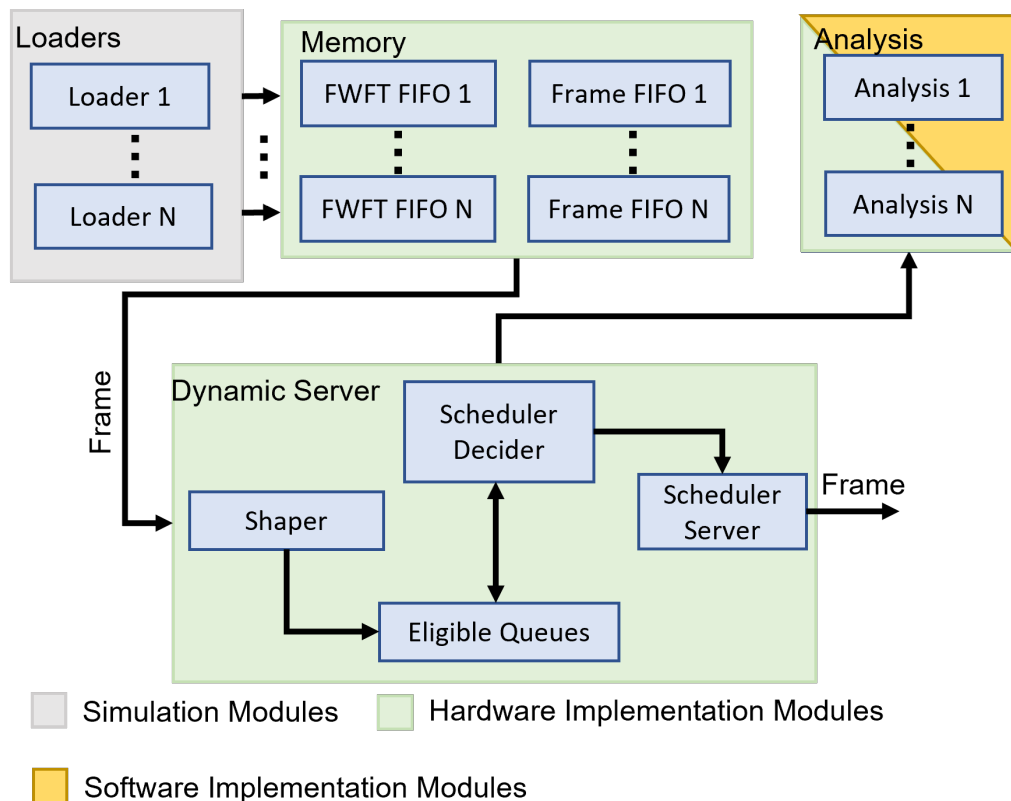 Loaders
Loader 1
Loader N
Memory
FWFT FIFO 1
Frame FIFO 1
FWFT FIFO N
Frame FIFO N
Analysis
Analysis 1
Analysis N
Frame
Dynamic Server
Scheduler
Decider
Shaper
Scheduler
Server
Frame
Eligible Queues
Simulation Modules
Hardware Implementation Modules
Software Implementation Modules